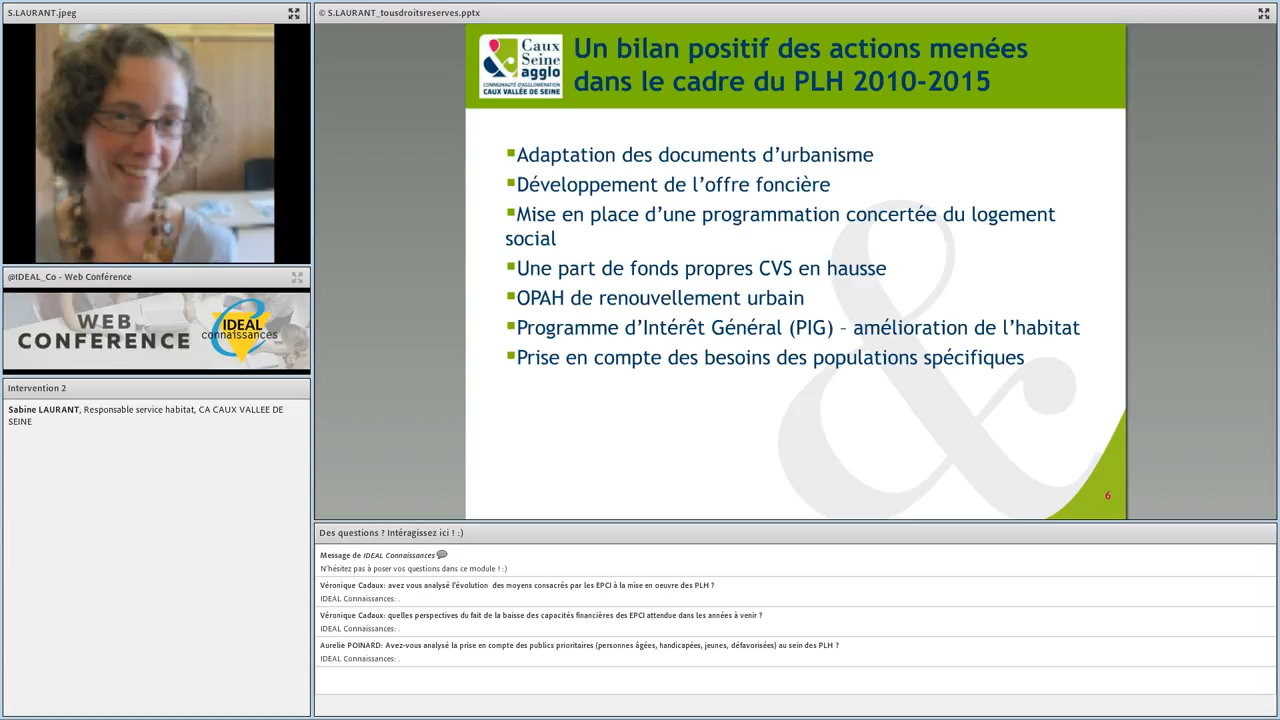 S.LAURANT.jpeg
@IDEAL_Co - Web Conférence
WEB
CONFERENCE
IDEAL
connaissances
Intervention 2
Sabine LAURANT, Responsable service habitat, CA CAUX VALLEE DE
SEINE
© S.LAURANT_tousdroitsreserves.pptx
Caux
Seine
agglo
COMMUNAUTÉ D'AGGLOMÉRATION
CAUX VALLÉE DE SEINE
Un bilan positif des actions menées
dans le cadre du PLH 2010-2015
Adaptation des documents d’urbanisme
Développement de l’offre foncière
Mise en place d’une programmation concertée du logement
social
Une part de fonds propres CVS en hausse
OPAH de renouvellement urbain
Programme d’Intérêt Général (PIG) – amélioration de l’habitat
Prise en compte des besoins des populations spécifiques
&
6
Des questions ? Intéragissez ici ! :)
Message de IDEAL Connaissances
N'hésitez pas à poser vos questions dans ce module ! :)
Véronique Cadaux: avez vous analysé l'évolution des moyens consacrés par les EPCI à la mise en oeuvre des PLH ?
IDEAL Connaissances: .
Véronique Cadaux: quelles perspectives du fait de la baisse des capacités financières des EPCI attendue dans les années à venir ?
IDEAL Connaissances: .
Aurelie POINARD: Avez-vous analysé la prise en compte des publics prioritaires (personnes âgées, handicapées, jeunes, défavorisées) au sein des PLH ?
IDEAL Connaissances: .